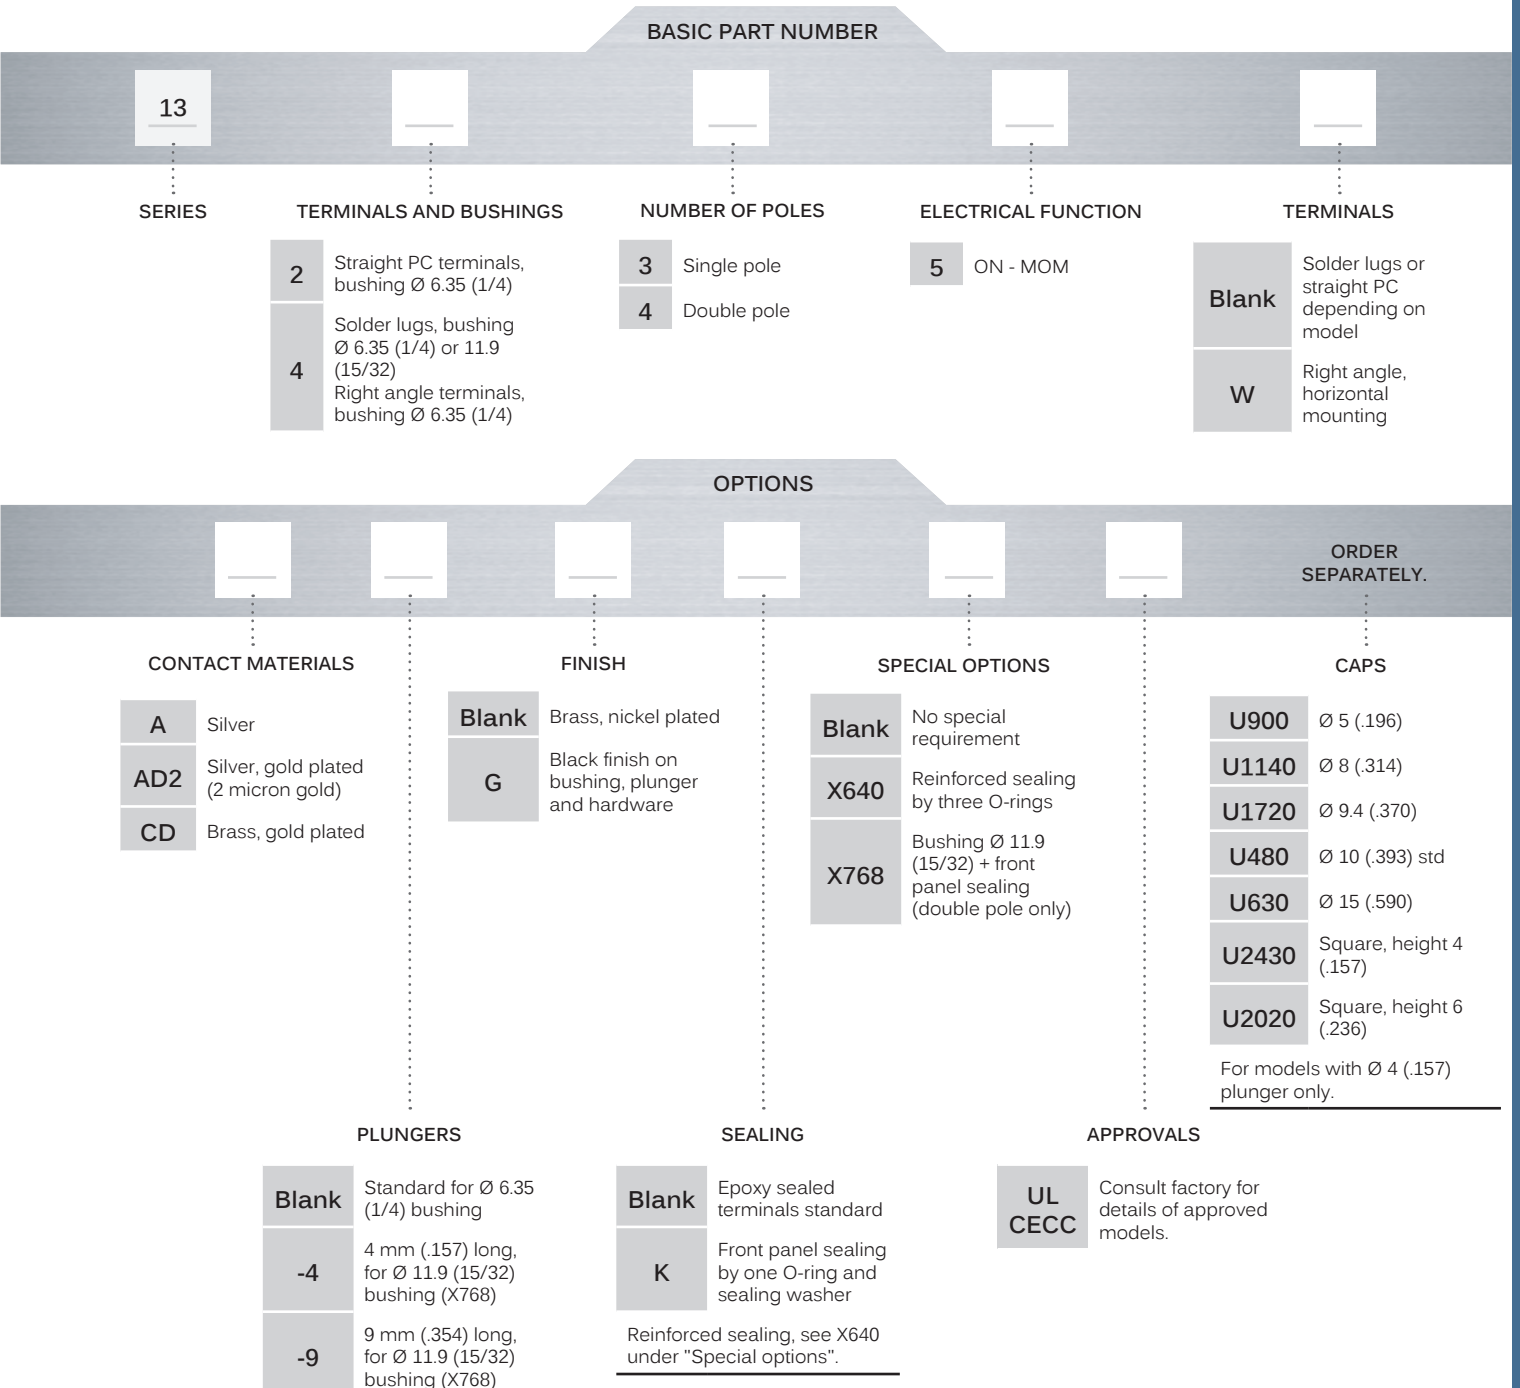 BASIC PART NUMBER
13
SERIES
TERMINALS AND BUSHINGS
2
Straight PC terminals,
bushing Ø 6.35 (1/4)
4
Solder lugs, bushing
Ø 6.35 (1/4) or 11.9
(15/32)
Right angle terminals,
bushing Ø 6.35 (1/4)
NUMBER OF POLES
3
Single pole
4
Double pole
ELECTRICAL FUNCTION
5
ON - MOM
TERMINALS
Blank
Solder lugs or
straight PC
depending on
model
W
Right angle,
horizontal
mounting
OPTIONS
ORDER
SEPARATELY.
CONTACT MATERIALS
A
Silver
AD2
Silver, gold plated
(2 micron gold)
CD
Brass, gold plated
FINISH
Blank
Brass, nickel plated
G
Black finish on
bushing, plunger
and hardware
SPECIAL OPTIONS
Blank
No special
requirement
X640
Reinforced sealing
by three O-rings
X768
Bushing Ø 11.9
(15/32) + front
panel sealing
(double pole only)
CAPS
U900
Ø 5 (.196)
U1140
Ø 8 (.314)
U1720
Ø 9.4 (.370)
U480
Ø 10 (.393) std
U630
Ø 15 (.590)
U2430
Square, height 4
(.157)
U2020
Square, height 6
(.236)
For models with Ø 4 (.157)
plunger only.
PLUNGERS
Blank
Standard for Ø 6.35
(1/4) bushing
-4
4 mm (.157) long,
for Ø 11.9 (15/32)
bushing (X768)
-9
9 mm (.354) long,
for Ø 11.9 (15/32)
bushing (X768)
SEALING
Blank
Epoxy sealed
terminals standard
K
Front panel sealing
by one O-ring and
sealing washer
Reinforced sealing, see X640
under "Special options".
APPROVALS
UL
CECC
Consult factory for
details of approved
models.